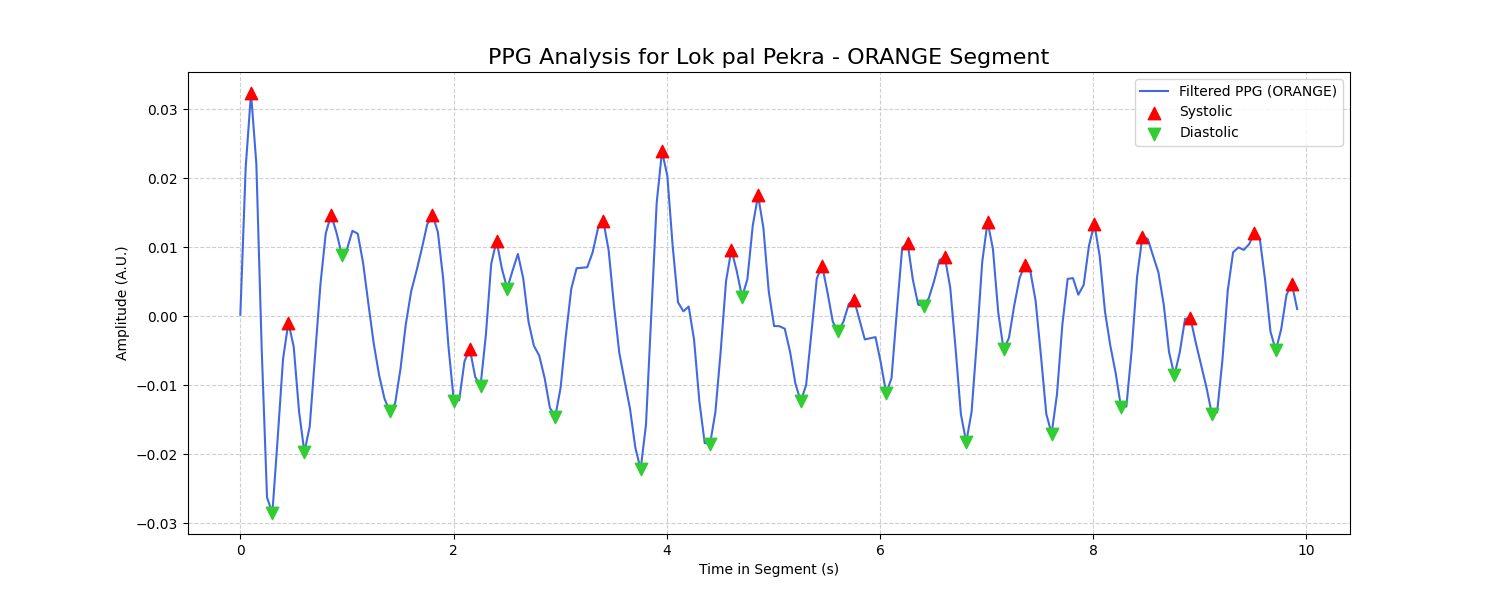 PPG Analysis for Lok pal Pekra - ORANGE Segment
Filtered PPG (ORANGE)
Systolic
Diastolic
Amplitude (A.U.)
0.03
0.02
0.01
0.00
−0.01
−0.02
−0.03
0 2 4 6 8 10
Time in Segment (s)